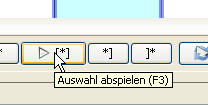 *] [*] *] ]*
Auswahl abspielen (F3)